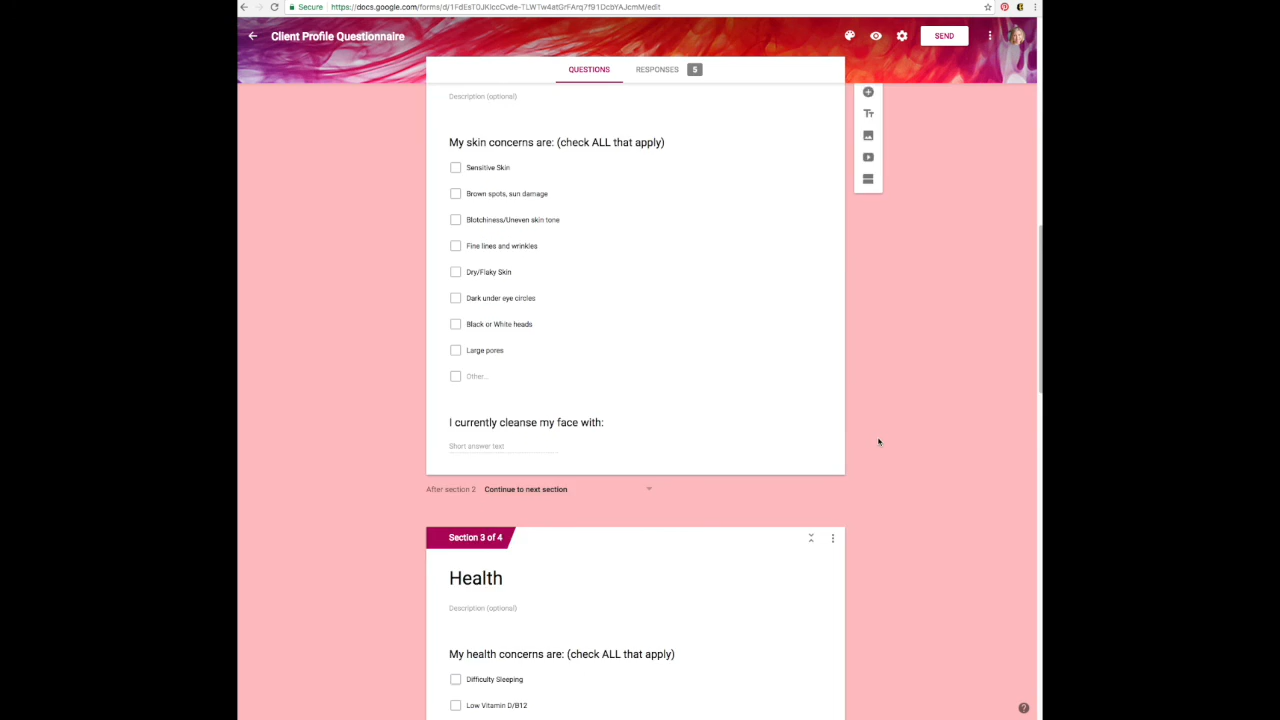 Secure https://docs.google.com/forms/d/1FdEsT0JKlccCvde-TLWTw4atGrFArq7f91DcbYAJcmM/edit
Client Profile Questionnaire
SEND
QUESTIONS
RESPONSES 5
Description (optional)
My skin concerns are: (check ALL that apply)
Sensitive Skin
Brown spots, sun damage
Blotchiness/Uneven skin tone
Fine lines and wrinkles
Dry/Flaky Skin
Dark under eye circles
Black or White heads
Large pores
Other...
I currently cleanse my face with:
Short answer text
After section 2 Continue to next section
Section 3 of 4
Health
Description (optional)
My health concerns are: (check ALL that apply)
Difficulty Sleeping
Low Vitamin D/B12